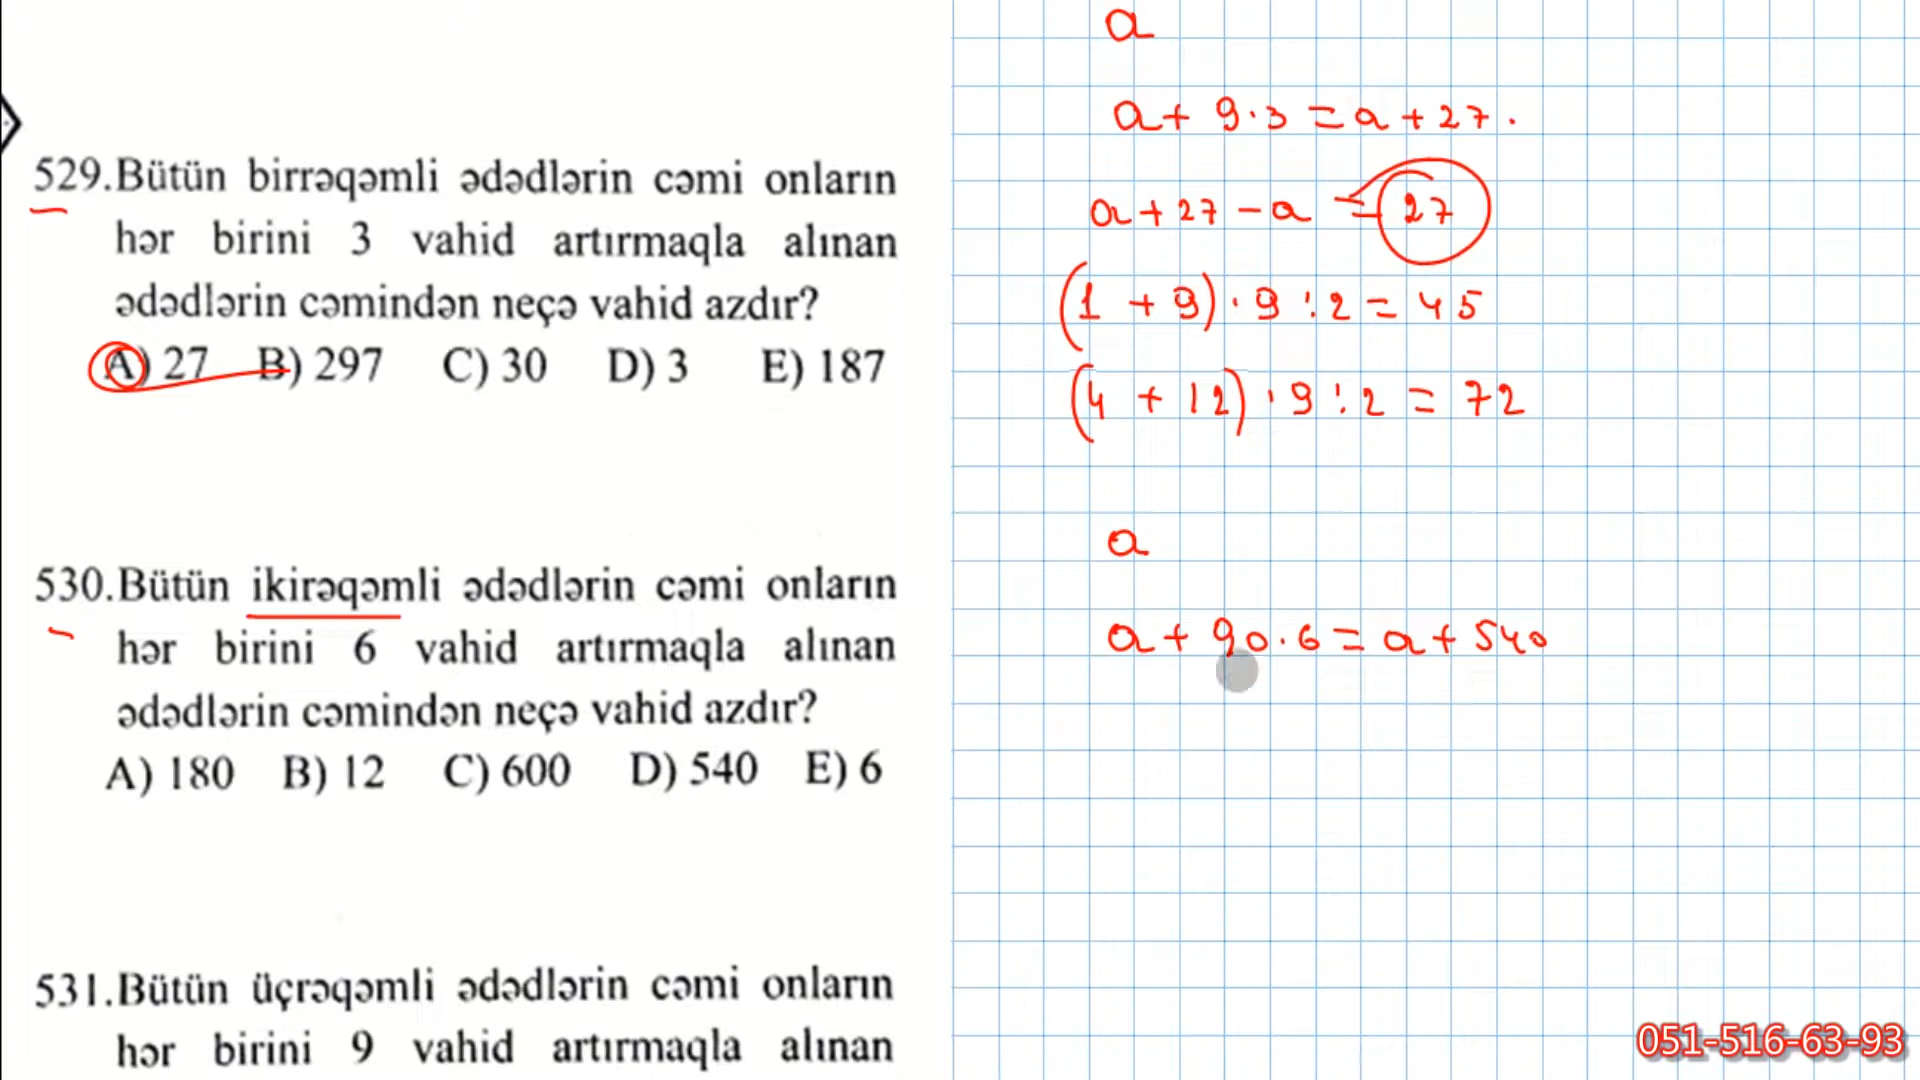 529.Bütün birrəqəmli ədədlərin cəmi onların
hər birini 3 vahid artırmaqla alınan
ədədlərin cəmindən neçə vahid azdır?
A) 27 B) 297 C) 30 D) 3 E) 187
530.Bütün ikirəqəmli ədədlərin cəmi onların
hər birini 6 vahid artırmaqla alınan
ədədlərin cəmindən neçə vahid azdır?
A) 180 B) 12 C) 600 D) 540 E) 6
531.Bütün üçrəqəmli ədədlərin cəmi onların
hər birini 9 vahid artırmaqla alınan
a
a + 9·3 = a + 27.
a + 27 - a = 27
(1 + 9) · 9 : 2 = 45
(4 + 12) · 9 : 2 = 72
a
a + 90·6 = a + 540
051-516-63-93